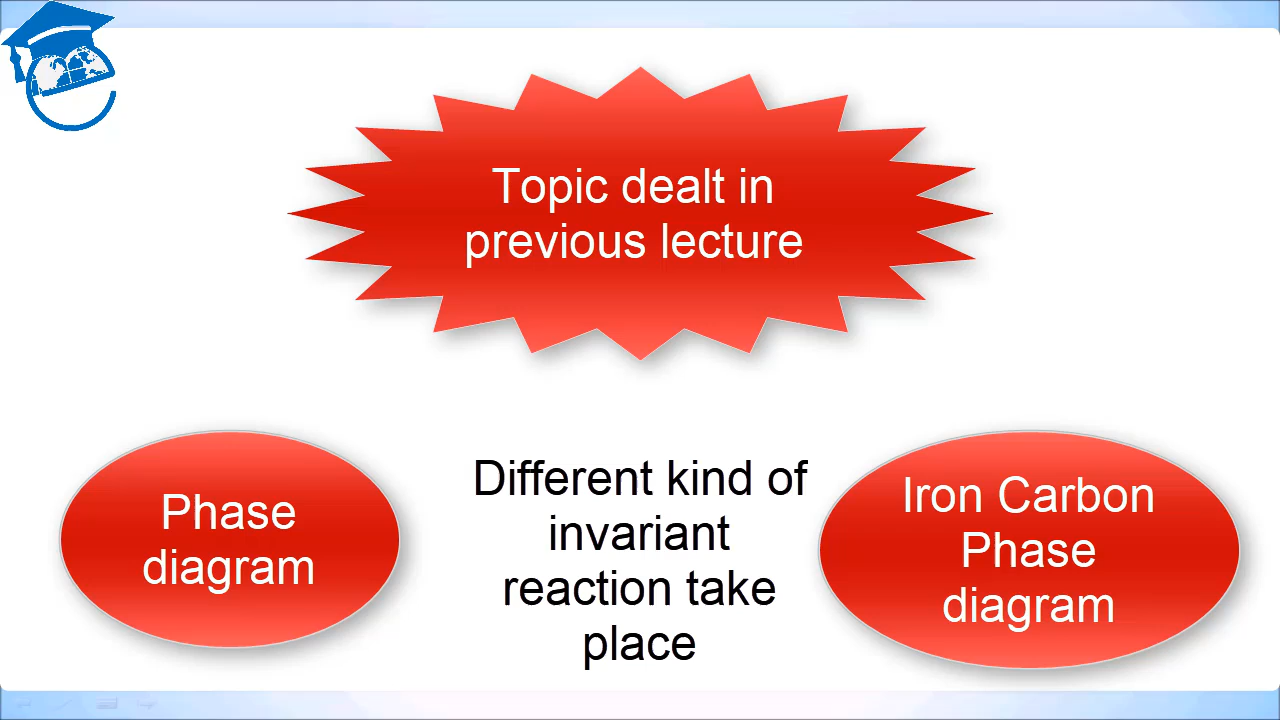 Topic dealt in
previous lecture
Phase
diagram
Different kind of
invariant
reaction take
place
Iron Carbon
Phase
diagram